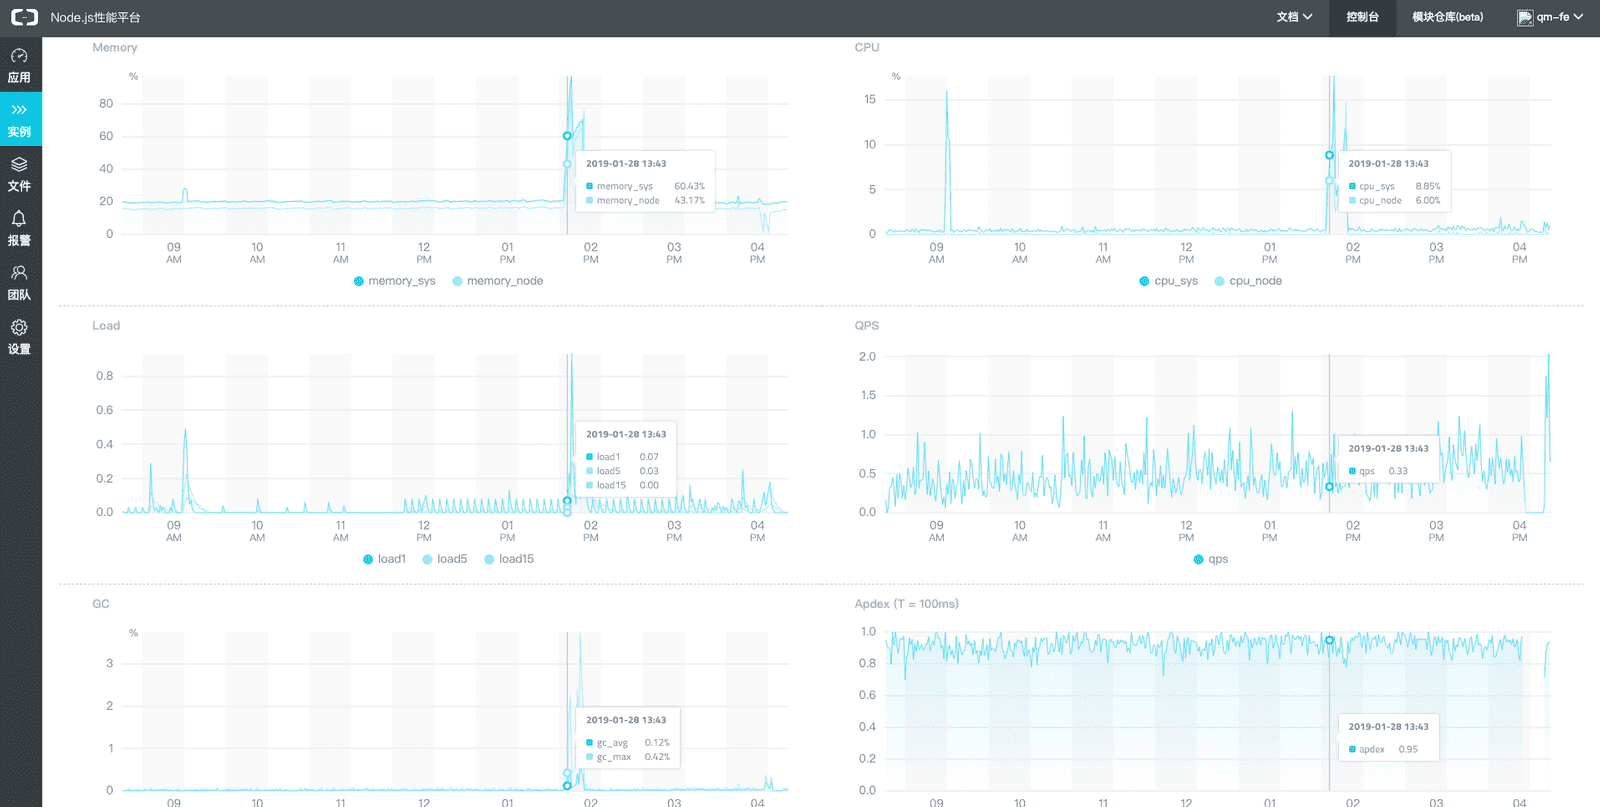 Node.js性能平台
文档
控制台
模块仓库(beta)
qm-fe
应用
实例
文件
报警
团队
设置
Memory
%
80
60
40
20
0
2019-01-28 13:43
memory_sys 60.43%
memory_node 43.17%
09 10 11 12 01 02 03 04
AM AM AM PM PM PM PM PM
memory_sys memory_node
CPU
%
15
10
5
0
2019-01-28 13:43
cpu_sys 8.85%
cpu_node 6.00%
09 10 11 12 01 02 03 04
AM AM AM PM PM PM PM PM
cpu_sys cpu_node
Load
0.8
0.6
0.4
0.2
0.0
2019-01-28 13:43
load1 0.07
load5 0.03
load15 0.00
09 10 11 12 01 02 03 04
AM AM AM PM PM PM PM PM
load1 load5 load15
QPS
2.0
1.5
1.0
0.5
0.0
2019-01-28 13:43
qps 0.33
09 10 11 12 01 02 03 04
AM AM AM PM PM PM PM PM
qps
GC
%
3
2
1
0
2019-01-28 13:43
gc_avg 0.12%
gc_max 0.42%
09 10 11 12 01 02 03 04
Apdex (T = 100ms)
1.0
0.8
0.6
0.4
0.2
0.0
2019-01-28 13:43
apdex 0.95
09 10 11 12 01 02 03 04